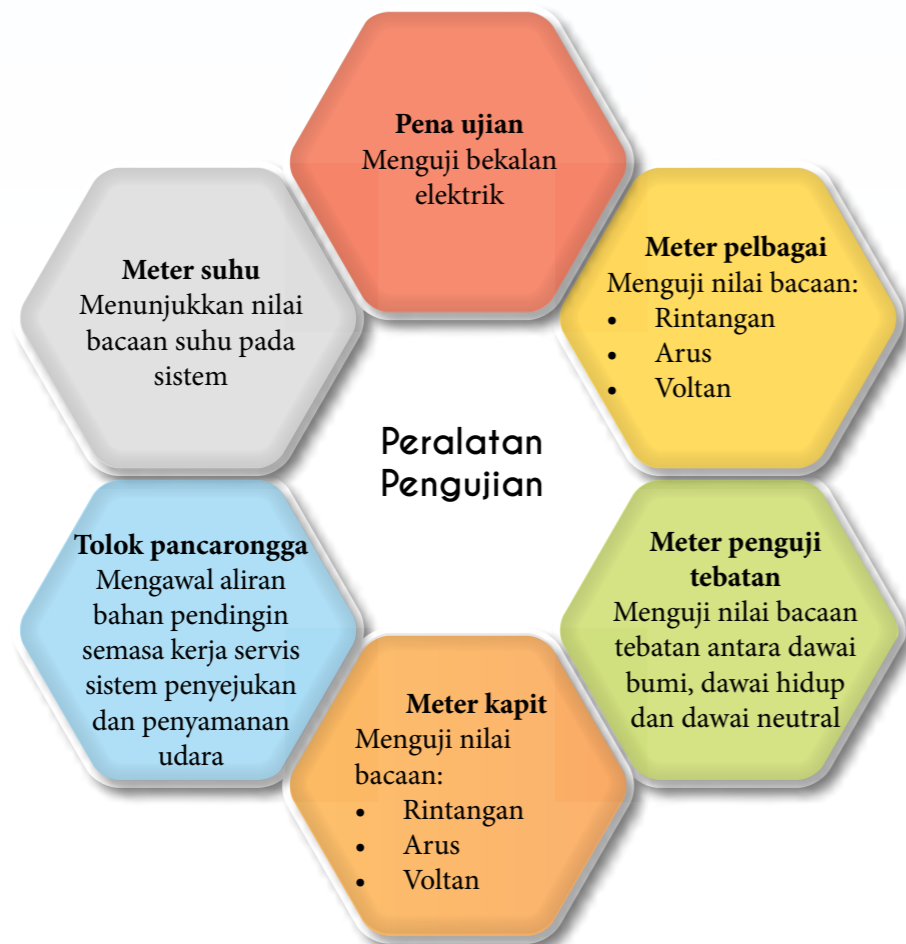 Pena ujian
Menguji bekalan
elektrik
Meter suhu
Menunjukkan nilai
bacaan suhu pada
sistem
Meter pelbagai
Menguji nilai bacaan:
• Rintangan
• Arus
• Voltan
Peralatan
Pengujian
Tolok pancarongga
Mengawal aliran
bahan pendingin
semasa kerja servis
sistem penyejukan
dan penyamanan
udara
Meter penguji
tebatan
Menguji nilai bacaan
tebatan antara dawai
bumi, dawai hidup
dan dawai neutral
Meter kapit
Menguji nilai
bacaan:
• Rintangan
• Arus
• Voltan